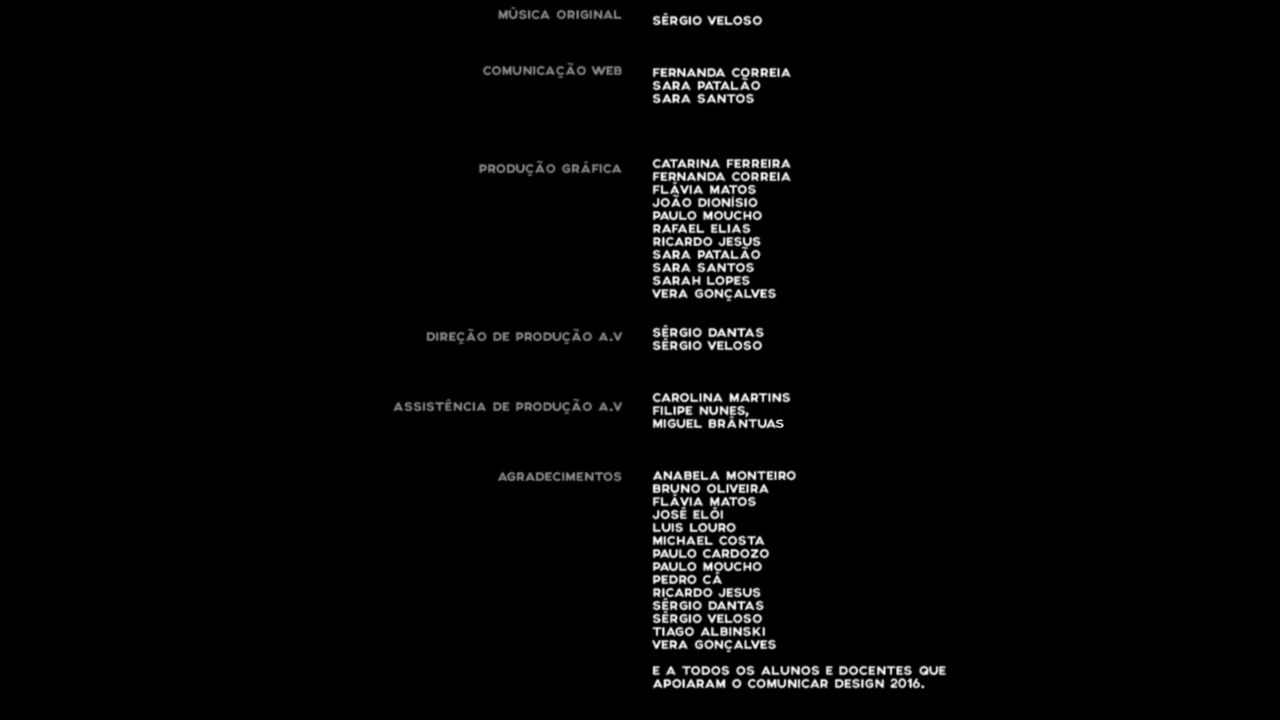 MÚSICA ORIGINAL
SÉRGIO VELOSO
COMUNICAÇÃO WEB
FERNANDA CORREIA
SARA PATALÃO
SARA SANTOS
PRODUÇÃO GRÁFICA
CATARINA FERREIRA
FERNANDA CORREIA
FLÁVIA MATOS
JOÃO DIONÍSIO
PAULO MOUCHO
RAFAEL ELIAS
RICARDO JESUS
SARA PATALÃO
SARA SANTOS
SARAH LOPES
VERA GONÇALVES
DIREÇÃO DE PRODUÇÃO A.V
SÉRGIO DANTAS
SÉRGIO VELOSO
ASSISTÊNCIA DE PRODUÇÃO A.V
CAROLINA MARTINS
FILIPE NUNES,
MIGUEL BRÂNTUAS
AGRADECIMENTOS
ANABELA MONTEIRO
BRUNO OLIVEIRA
FLÁVIA MATOS
JOSÉ ELÓI
LUIS LOURO
MICHAEL COSTA
PAULO CARDOZO
PAULO MOUCHO
PEDRO CÁ
RICARDO JESUS
SÉRGIO DANTAS
SÉRGIO VELOSO
TIAGO ALBINSKI
VERA GONÇALVES
E A TODOS OS ALUNOS E DOCENTES QUE
APOIARAM O COMUNICAR DESIGN 2016.